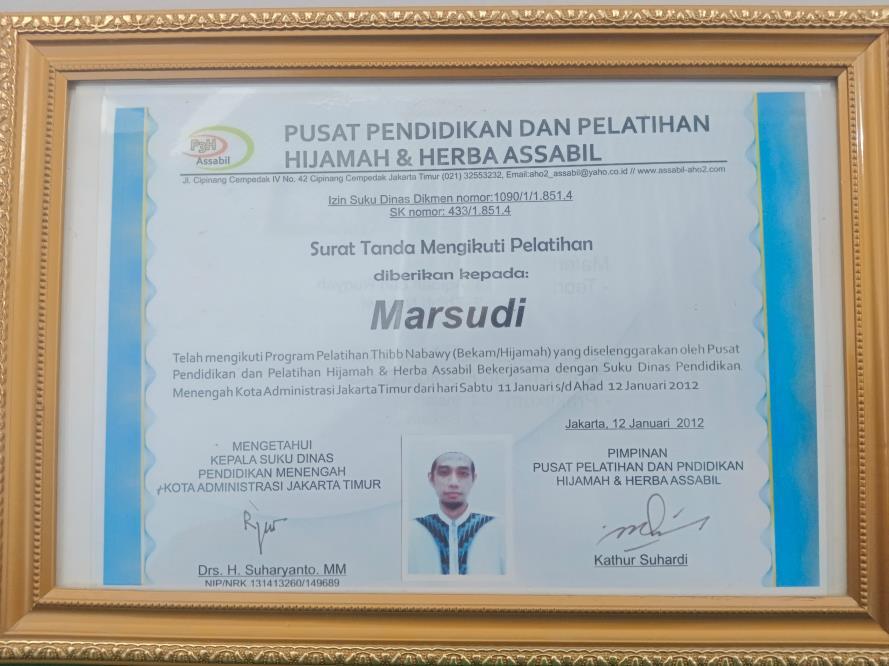 P3H
Assabil
PUSAT PENDIDIKAN DAN PELATIHAN
HIJAMAH & HERBA ASSABIL
Jl. Cipinang Cempedak IV No. 42 Cipinang Cempedak Jakarta Timur (021) 32553232, Email:aho2_assabil@yaho.co.id // www.assabil-aho2.com
Izin Suku Dinas Dikmen nomor:1090/1/1.851.4
SK nomor: 433/1.851.4
Surat Tanda Mengikuti Pelatihan
diberikan kepada:
Marsudi
Telah mengikuti Program Pelatihan Thibb Nabawy (Bekam/Hijamah) yang diselenggarakan oleh Pusat
Pendidikan dan Pelatihan Hijamah & Herba Assabil Bekerjasama dengan Suku Dinas Pendidikan
Menengah Kota Administrasi Jakarta Timur dari hari Sabtu 11 Januari s/d Ahad 12 Januari 2012
Jakarta, 12 Januari 2012
MENGETAHUI
KEPALA SUKU DINAS
PENDIDIKAN MENENGAH
KOTA ADMINISTRASI JAKARTA TIMUR
Drs. H. Suharyanto. MM
NIP/NRK 131413260/149689
PIMPINAN
PUSAT PELATIHAN DAN PNDIDIKAN
HIJAMAH & HERBA ASSABIL
Kathur Suhardi